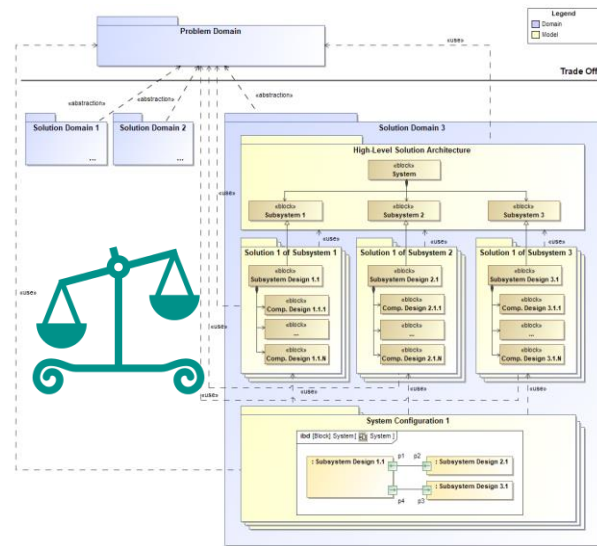 Legend
Domain
Model
Problem Domain
«use»
«use»
Trade Off
«abstraction»
«abstraction»
«abstraction»
«abstraction»
Solution Domain 1
...
Solution Domain 2
...
Solution Domain 3
High-Level Solution Architecture
«block»
System
«block»
Subsystem 1
«block»
Subsystem 2
«block»
Subsystem 3
«use»
«use»
«use»
«use»
«use»
Solution 1 of Subsystem 1
«block»
Subsystem Design 1.1
«block»
Comp. Design 1.1.1
«block»
...
«block»
Comp. Design 1.1.N
Solution 1 of Subsystem 2
«block»
Subsystem Design 2.1
«block»
Comp. Design 2.1.1
«block»
...
«block»
Comp. Design 2.1.N
Solution 1 of Subsystem 3
«block»
Subsystem Design 3.1
«block»
Comp. Design 3.1.1
«block»
...
«block»
Comp. Design 3.1.N
«use»
«use»
«use»
«use»
System Configuration 1
ibd [Block] System [ System ]
: Subsystem Design 1.1
p1
p2
: Subsystem Design 2.1
p4
p3
: Subsystem Design 3.1